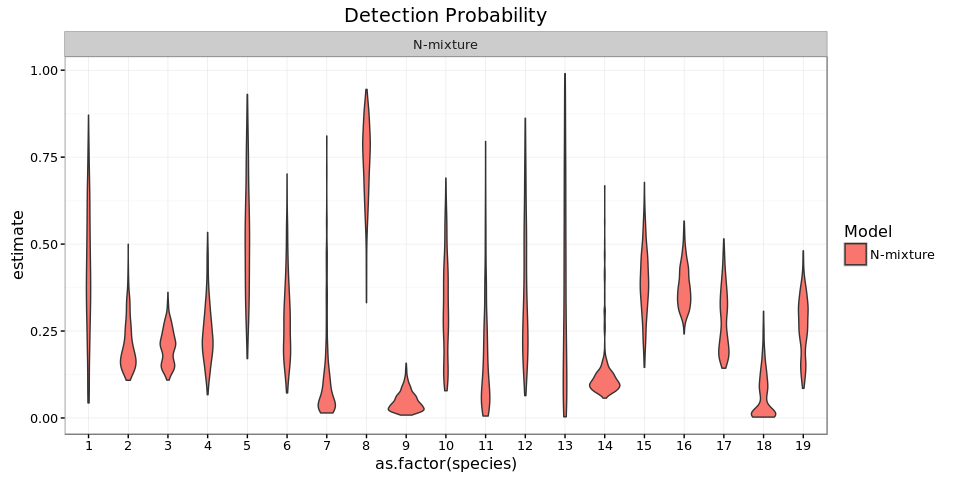 Detection Probability
N-mixture
1.00
0.75
0.50
0.25
0.00
estimate
1 2 3 4 5 6 7 8 9 10 11 12 13 14 15 16 17 18 19
as.factor(species)
Model
N-mixture